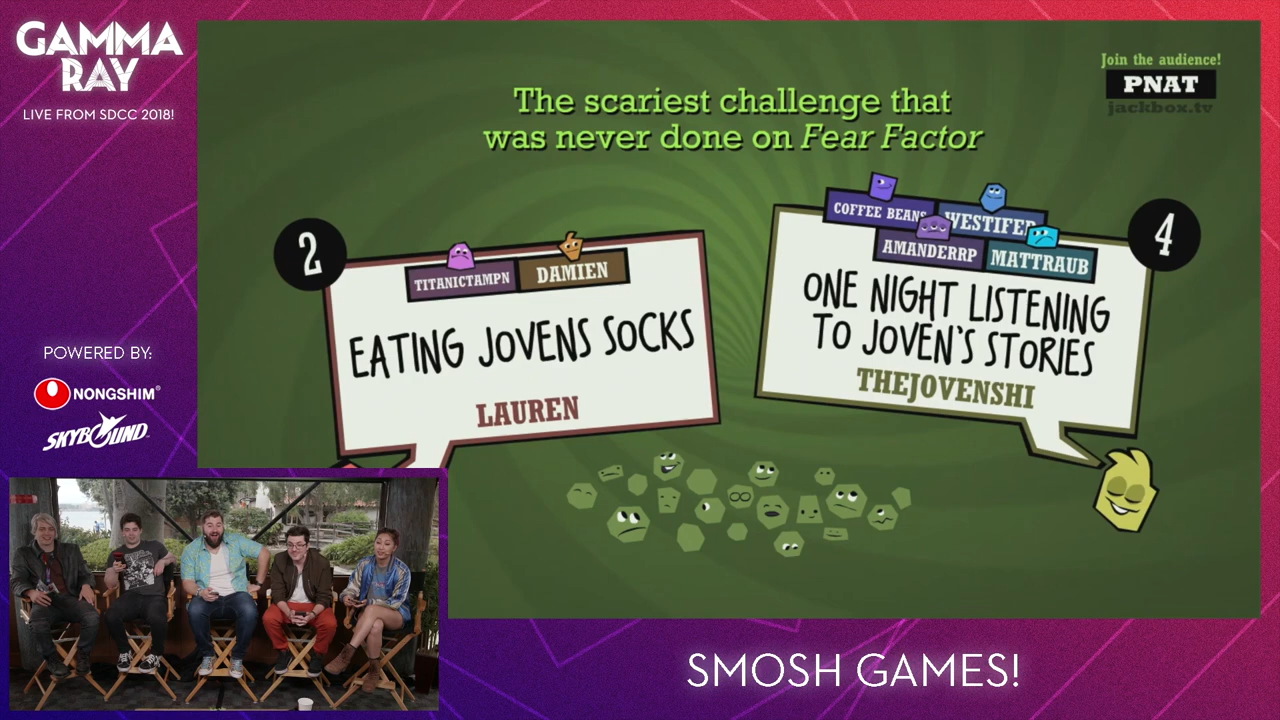 GAMMA
RAY
LIVE FROM SDCC 2018!
Join the audience!
PNAT
jackbox.tv
The scariest challenge that
was never done on Fear Factor
2
TITANICTAMPN
DAMIEN
EATING JOVENS SOCKS
LAUREN
4
COFFEE BEANS
WESTIFER
AMANDERRP
MATTRAUB
ONE NIGHT LISTENING
TO JOVEN'S STORIES
THEJOVENSHI
POWERED BY:
NONGSHIM®
SKYBOUND
SMOSH GAMES!